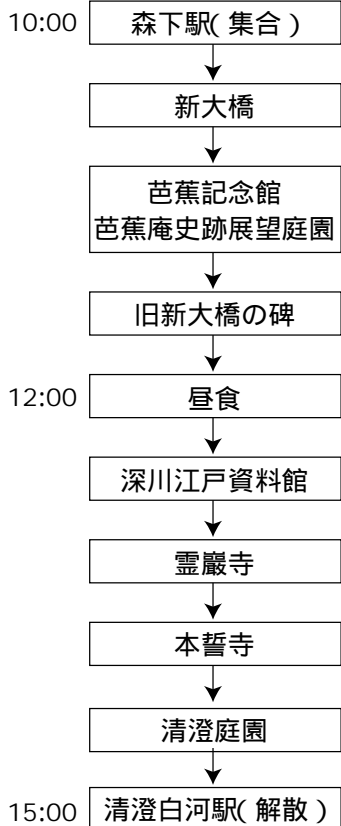 10:00 森下駅(集合)
新大橋
芭蕉記念館
芭蕉庵史跡展望庭園
旧新大橋の碑
12:00 昼食
深川江戸資料館
霊巖寺
本誓寺
清澄庭園
15:00 清澄白河駅(解散)